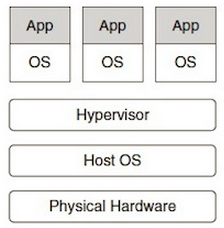 App App App
OS OS OS
Hypervisor
Host OS
Physical Hardware